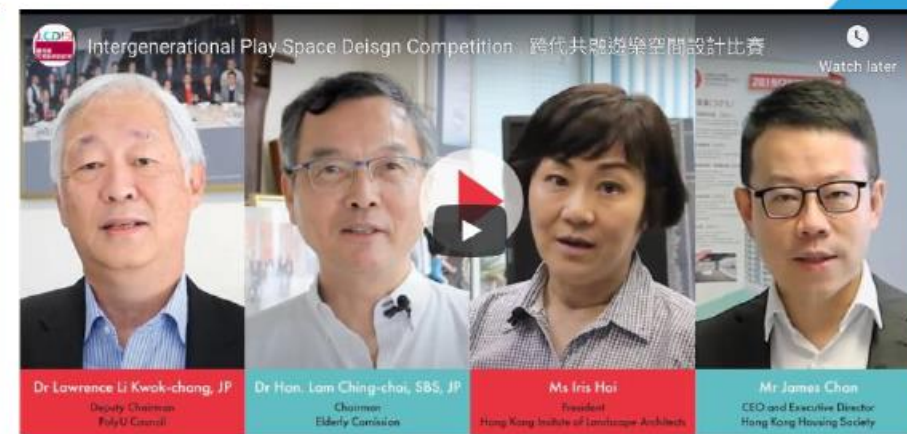 Intergenerational Play Space Deisgn Competition 跨代共融遊樂空間設計比賽
Watch later
Dr Lawrence Li Kwok-chang, JP
Deputy Chairman
PolyU Council
Dr Hon. Lam Ching-choi, SBS, JP
Chairman
Elderly Comission
Ms Iris Hoi
President
Hong Kong Insitute of Landscape Architects
Mr James Chan
CEO and Executive Director
Hong Kong Housing Society